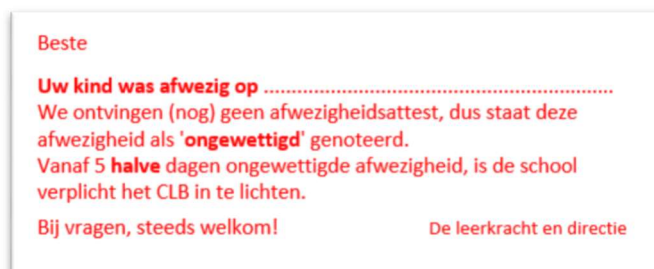 Beste
Uw kind was afwezig op ................................................................
We ontvingen (nog) geen afwezigheidsattest, dus staat deze
afwezigheid als 'ongewettigd' genoteerd.
Vanaf 5 halve dagen ongewettigde afwezigheid, is de school
verplicht het CLB in te lichten.
Bij vragen, steeds welkom! De leerkracht en directie